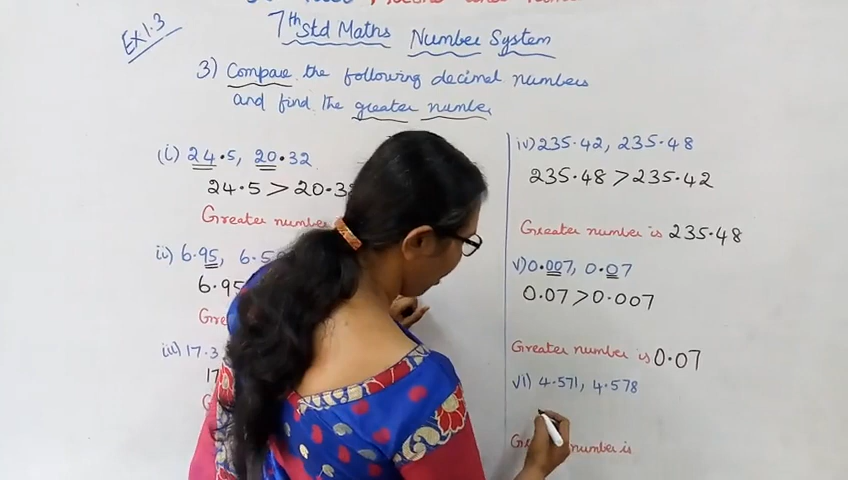 Ex 1.3
7th Std Maths Number System
3) Compare the following decimal numbers
and find the greater number
(i) 24.5, 20.32
24.5 > 20.3
Greater number
ii) 6.95, 6.5
6.95
iii) 17.3
iv) 235.42, 235.48
235.48 > 235.42
Greater number is 235.48
v) 0.007, 0.07
0.07 > 0.007
Greater number is 0.07
vi) 4.571, 4.578
number is